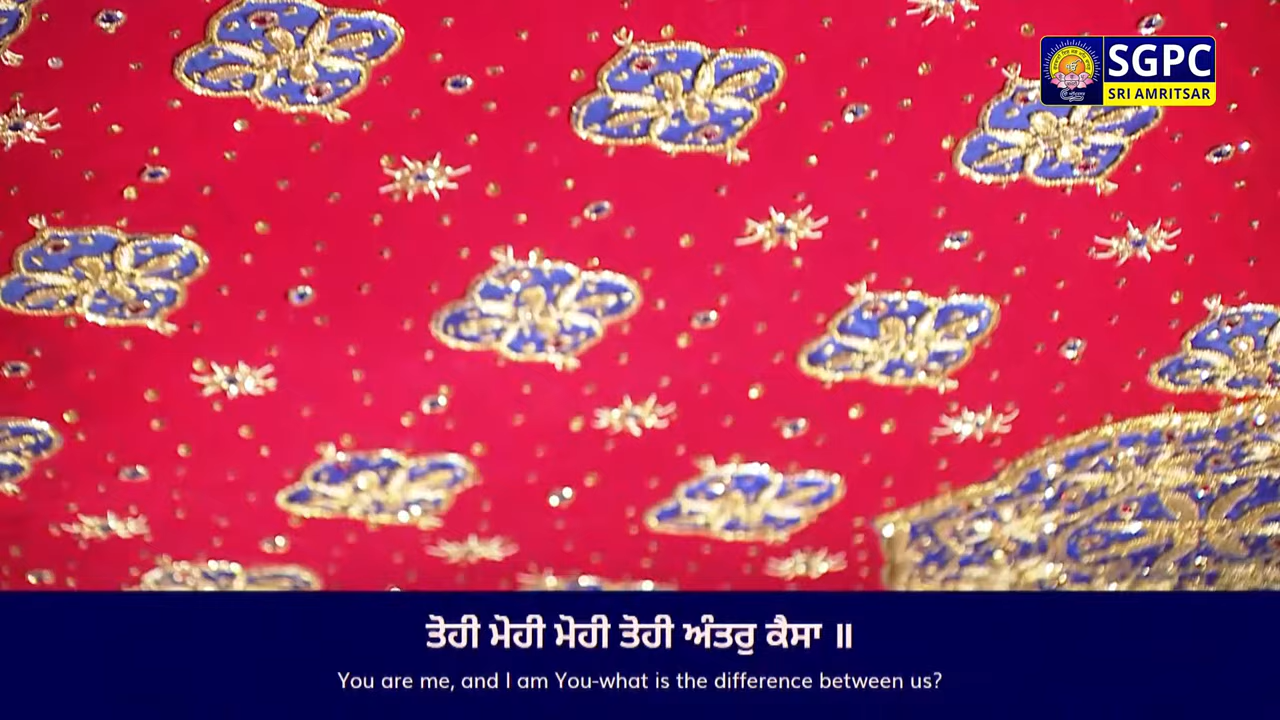 SGPC
SRI AMRITSAR
ਤੋਹੀ ਮੋਹੀ ਮੋਹੀ ਤੋਹੀ ਅੰਤਰੁ ਕੈਸਾ ॥
You are me, and I am You-what is the difference between us?